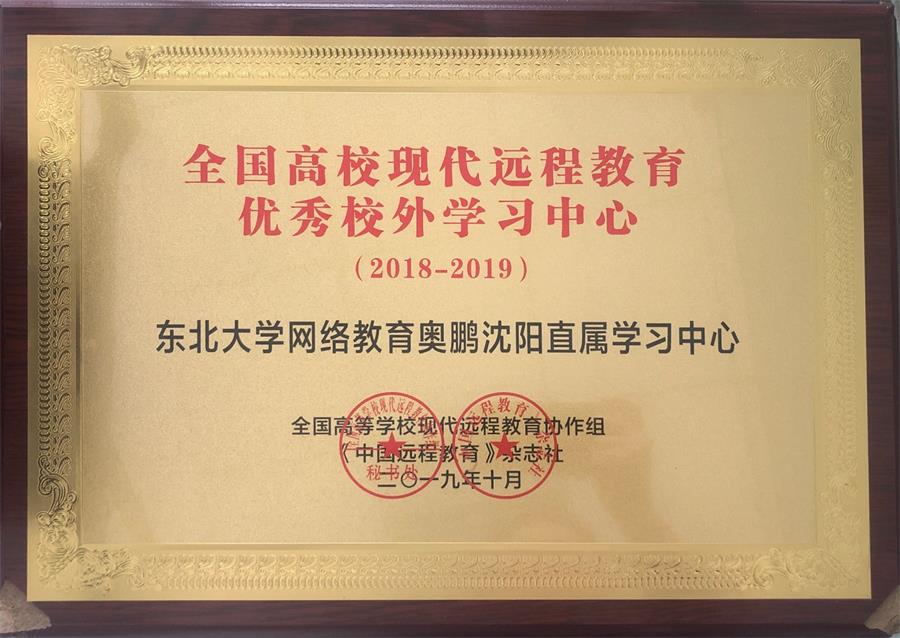 全国高校现代远程教育
优秀校外学习中心
（2018-2019）
东北大学网络教育奥鹏沈阳直属学习中心
全国高等学校现代远程教育协作组
《中国远程教育》杂志社
二〇一九年十月
秘书处